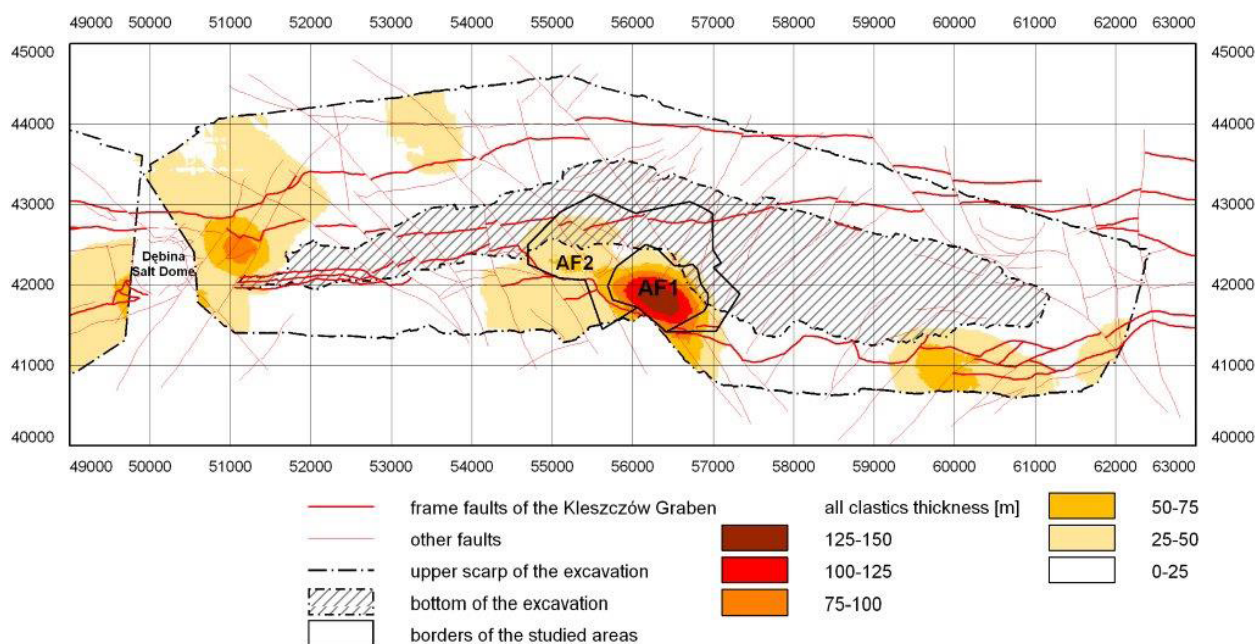 49000 50000 51000 52000 53000 54000 55000 56000 57000 58000 59000 60000 61000 62000 63000
45000 45000
44000 44000
43000 43000
Dębina
Salt Dome
AF2
42000 AF1 42000
41000 41000
40000 40000
49000 50000 51000 52000 53000 54000 55000 56000 57000 58000 59000 60000 61000 62000 63000
frame faults of the Kleszczów Graben
other faults
upper scarp of the excavation
bottom of the excavation
borders of the studied areas
all clastics thickness [m]
125-150
100-125
75-100
50-75
25-50
0-25